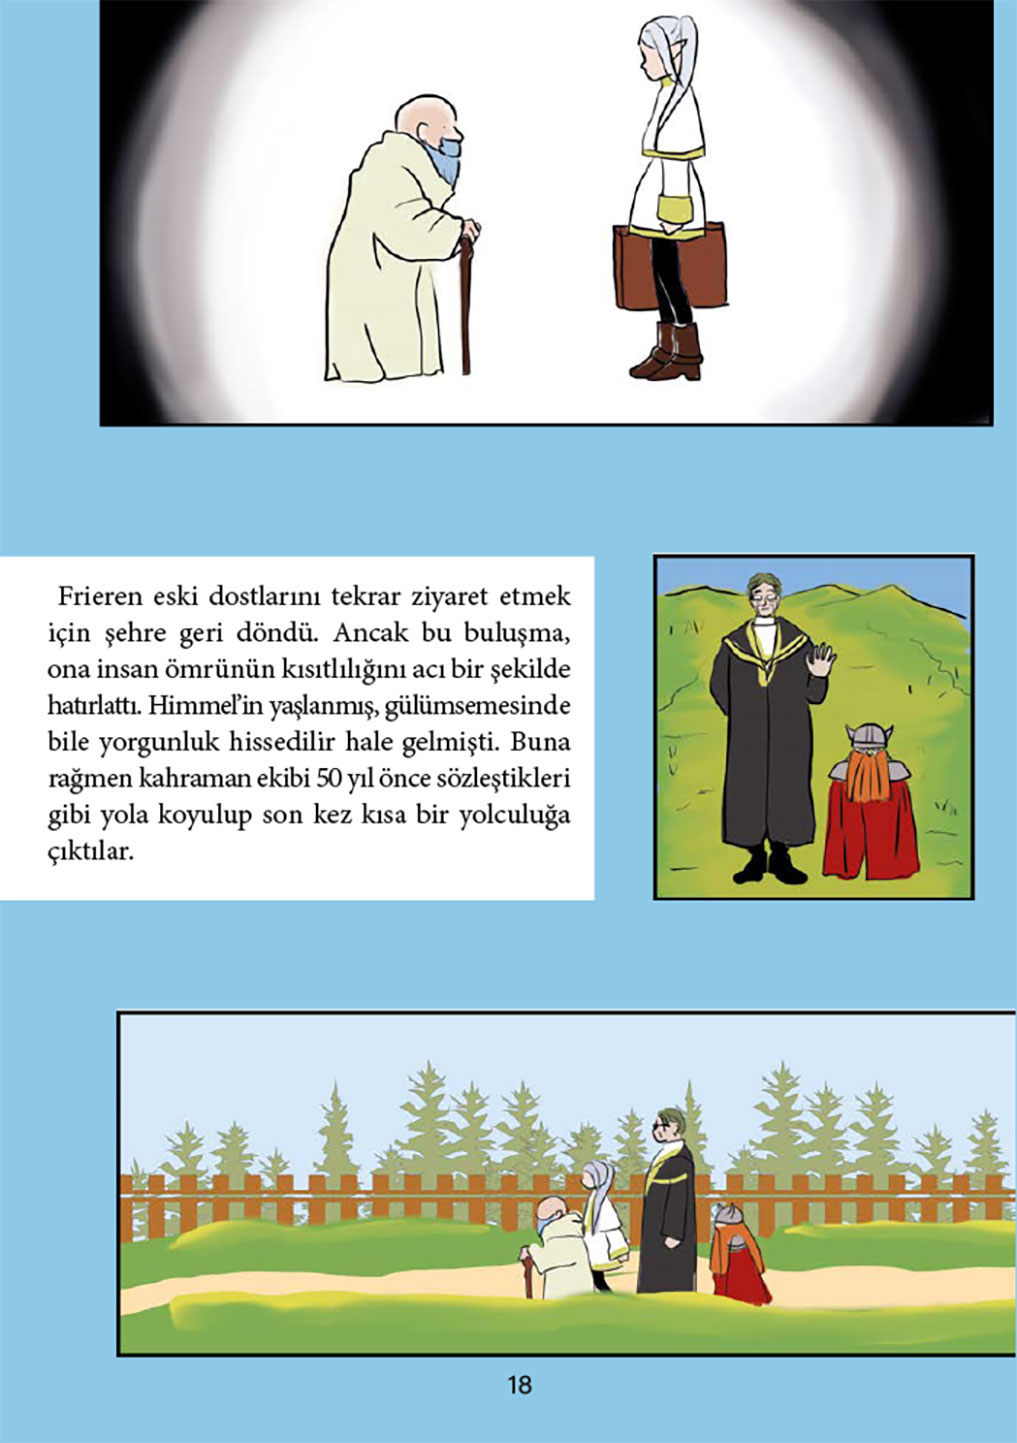 Frieren eski dostlarını tekrar ziyaret etmek
için şehre geri döndü. Ancak bu buluşma,
ona insan ömrünün kısıtlılığını acı bir şekilde
hatırlattı. Himmel’in yaşlanmış, gülümsemesinde
bile yorgunluk hissedilir hale gelmişti. Buna
rağmen kahraman ekibi 50 yıl önce sözleştikleri
gibi yola koyulup son kez kısa bir yolculuğa
çıktılar.
18